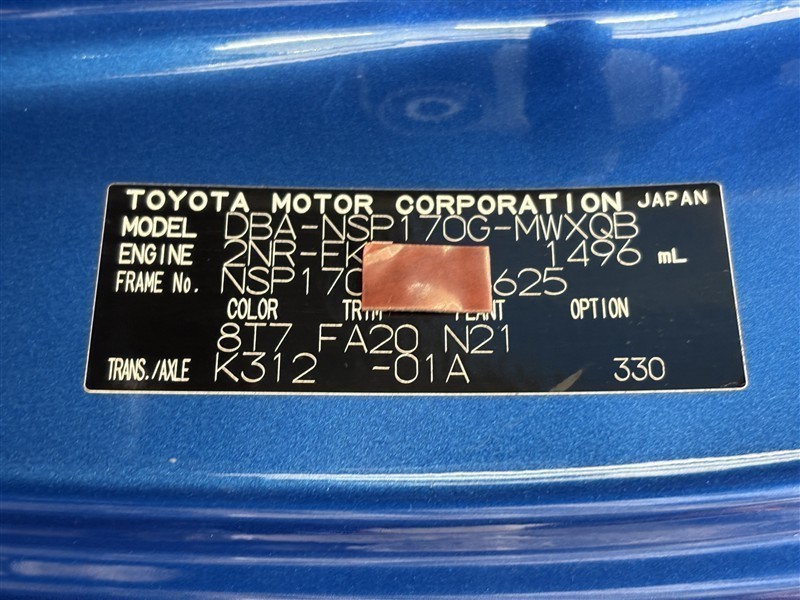 TOYOTA MOTOR CORPORATION JAPAN
MODEL DBA-NSP170G-MWXQB
ENGINE 2NR-FK 1496 mL
FRAME No. NSP170 625
COLOR TRIM PLANT OPTION
8T7 FA20 N21
TRANS./AXLE K312 -01A 330